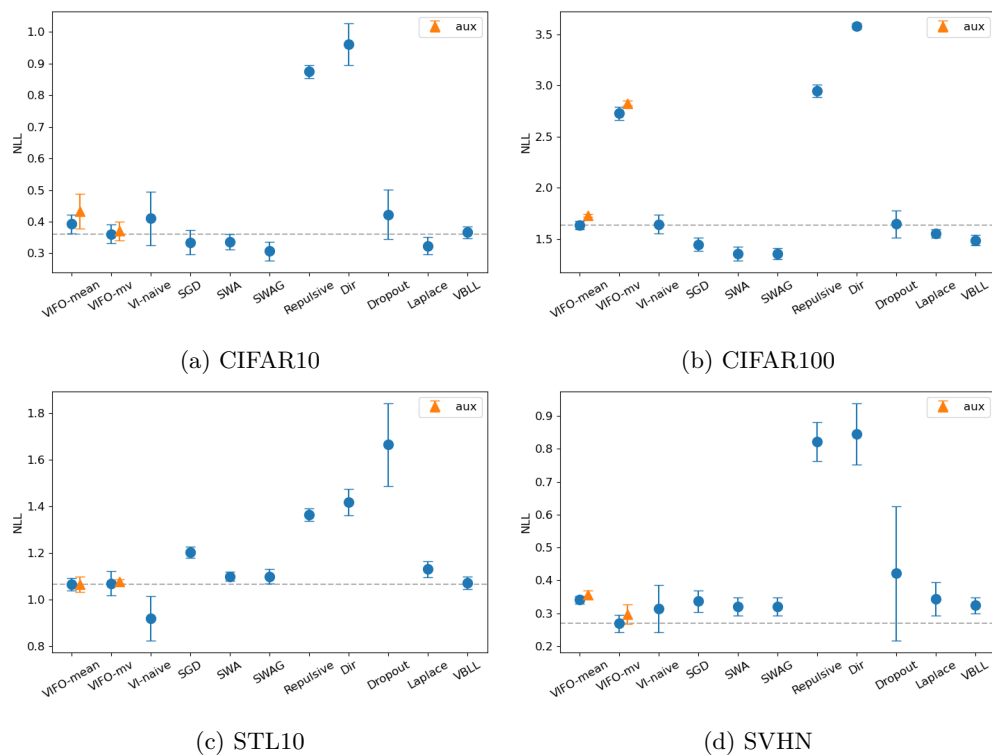 aux
1.0
0.9
0.8
0.7
0.6
0.5
0.4
0.3
NLL
VIFO-mean
VIFO-mv
VI-naive
SGD
SWA
SWAG
Repulsive
Dir
Dropout
Laplace
VBLL
(a) CIFAR10
aux
3.5
3.0
2.5
2.0
1.5
NLL
VIFO-mean
VIFO-mv
VI-naive
SGD
SWA
SWAG
Repulsive
Dir
Dropout
Laplace
VBLL
(b) CIFAR100
aux
1.8
1.6
1.4
1.2
1.0
0.8
NLL
VIFO-mean
VIFO-mv
VI-naive
SGD
SWA
SWAG
Repulsive
Dir
Dropout
Laplace
VBLL
(c) STL10
aux
0.9
0.8
0.7
0.6
0.5
0.4
0.3
0.2
NLL
VIFO-mean
VIFO-mv
VI-naive
SGD
SWA
SWAG
Repulsive
Dir
Dropout
Laplace
VBLL
(d) SVHN